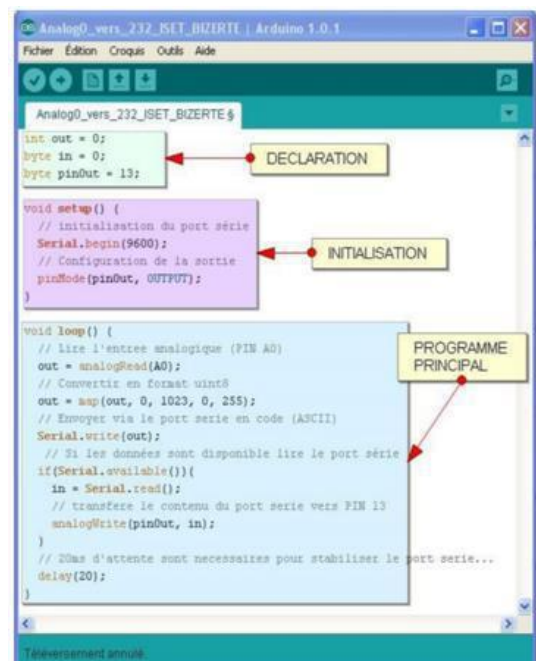 Analog0_vers_232_ISET_BIZERTE | Arduino 1.0.1
Fichier Édition Croquis Outils Aide
Analog0_vers_232_ISET_BIZERTE §
int out = 0;
byte in = 0;
byte pinOut = 13;
DECLARATION
void setup() {
// initialisation du port série
Serial.begin(9600);
// Configuration de la sortie
pinMode(pinOut, OUTPUT);
}
INITIALISATION
void loop() {
// Lire l'entree analogique (PIN A0)
out = analogRead(A0);
// Convertir en format uint8
out = map(out, 0, 1023, 0, 255);
// Envoyer via le port serie en code (ASCII)
Serial.write(out);
// Si les données sont disponible lire le port série
if(Serial.available()){
in = Serial.read();
// transfere le contenu du port serie vers PIN 13
analogWrite(pinOut, in);
}
// 20ms d'attente sont necessaires pour stabiliser le port serie...
delay(20);
}
PROGRAMME
PRINCIPAL
Téléversement annulé.